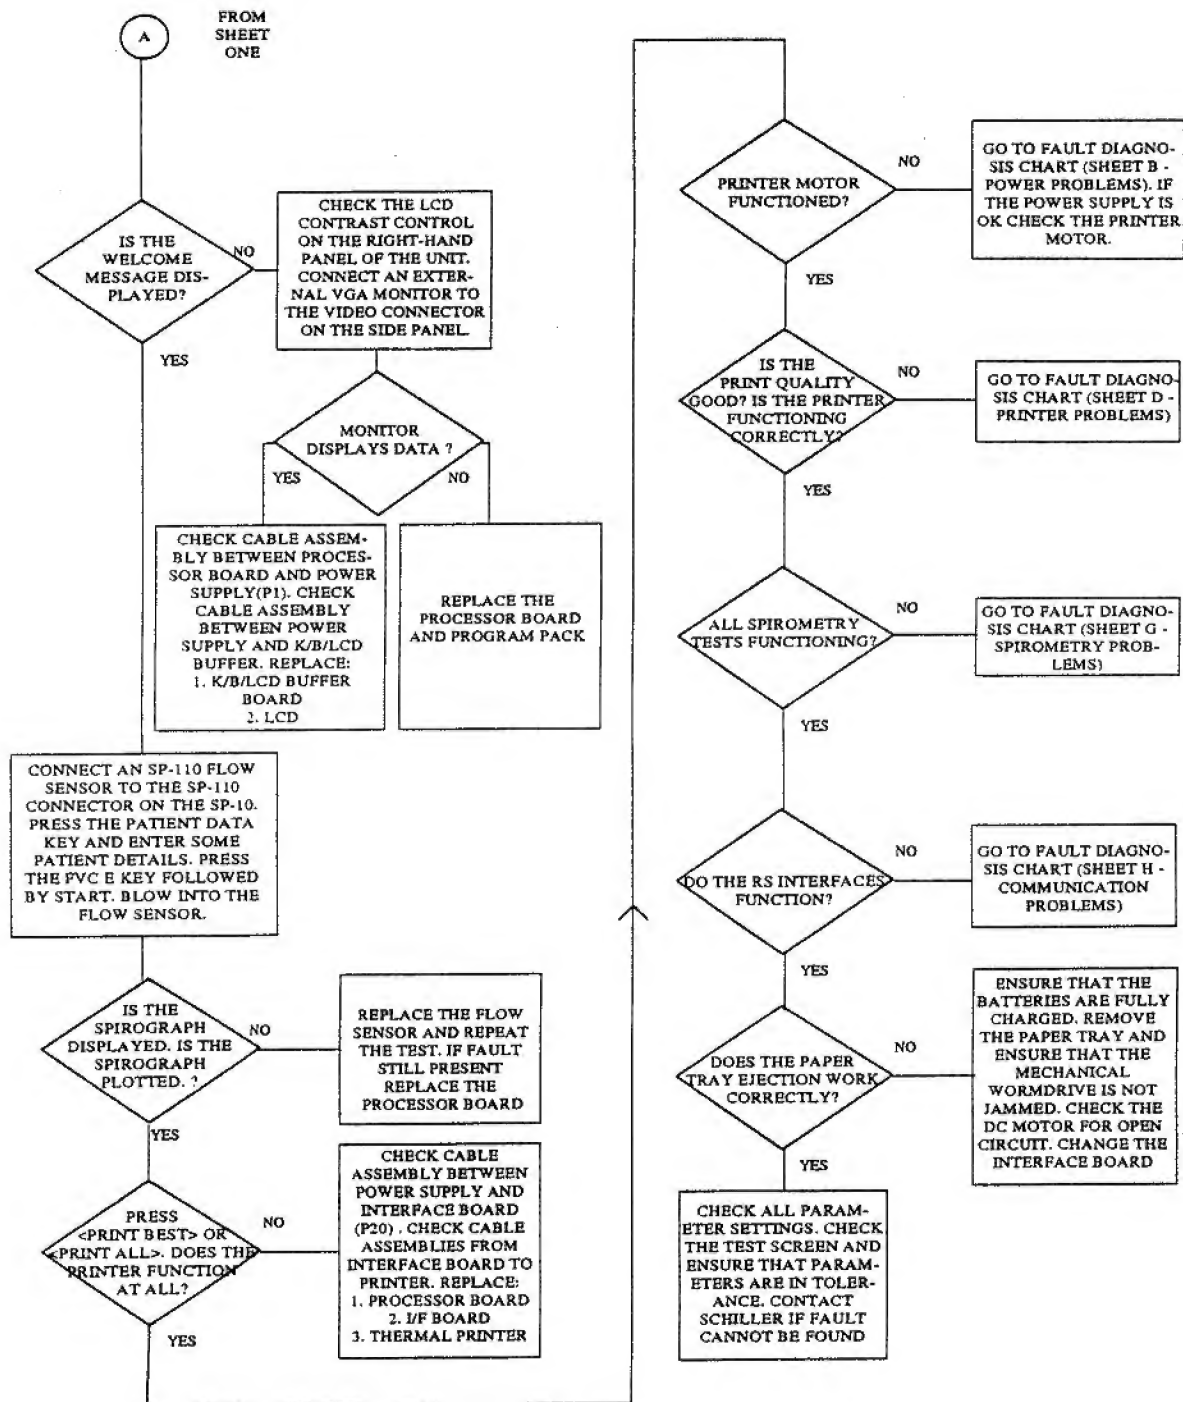 A
FROM
SHEET
ONE
IS THE
WELCOME
MESSAGE DIS-
PLAYED?
NO
YES
CHECK THE LCD
CONTRAST CONTROL
ON THE RIGHT-HAND
PANEL OF THE UNIT.
CONNECT AN EXTER-
NAL VGA MONITOR TO
THE VIDEO CONNECTOR
ON THE SIDE PANEL.
MONITOR
DISPLAYS DATA ?
YES
NO
CHECK CABLE ASSEM-
BLY BETWEEN PROCES-
SOR BOARD AND POWER
SUPPLY(P1). CHECK
CABLE ASSEMBLY
BETWEEN POWER
SUPPLY AND K/B/LCD
BUFFER. REPLACE:
1. K/B/LCD BUFFER
BOARD
2. LCD
REPLACE THE
PROCESSOR BOARD
AND PROGRAM PACK
CONNECT AN SP-110 FLOW
SENSOR TO THE SP-110
CONNECTOR ON THE SP-10.
PRESS THE PATIENT DATA
KEY AND ENTER SOME
PATIENT DETAILS. PRESS
THE FVC E KEY FOLLOWED
BY START. BLOW INTO THE
FLOW SENSOR.
IS THE
SPIROGRAPH
DISPLAYED. IS THE
SPIROGRAPH
PLOTTED. ?
NO
YES
REPLACE THE FLOW
SENSOR AND REPEAT
THE TEST. IF FAULT
STILL PRESENT
REPLACE THE
PROCESSOR BOARD
PRESS
<PRINT BEST> OR
<PRINT ALL>. DOES THE
PRINTER FUNCTION
AT ALL?
NO
YES
CHECK CABLE
ASSEMBLY BETWEEN
POWER SUPPLY AND
INTERFACE BOARD
(P20) . CHECK CABLE
ASSEMBLIES FROM
INTERFACE BOARD TO
PRINTER. REPLACE:
1. PROCESSOR BOARD
2. I/F BOARD
3. THERMAL PRINTER
PRINTER MOTOR
FUNCTIONED?
NO
YES
GO TO FAULT DIAGNO-
SIS CHART (SHEET B -
POWER PROBLEMS). IF
THE POWER SUPPLY IS
OK CHECK THE PRINTER
MOTOR.
IS THE
PRINT QUALITY
GOOD? IS THE PRINTER
FUNCTIONING
CORRECTLY?
NO
YES
GO TO FAULT DIAGNO-
SIS CHART (SHEET D -
PRINTER PROBLEMS)
ALL SPIROMETRY
TESTS FUNCTIONING?
NO
YES
GO TO FAULT DIAGNO-
SIS CHART (SHEET G -
SPIROMETRY PROB-
LEMS)
DO THE RS INTERFACES
FUNCTION?
NO
YES
GO TO FAULT DIAGNO-
SIS CHART (SHEET H -
COMMUNICATION
PROBLEMS)
DOES THE PAPER
TRAY EJECTION WORK
CORRECTLY?
NO
YES
ENSURE THAT THE
BATTERIES ARE FULLY
CHARGED. REMOVE
THE PAPER TRAY AND
ENSURE THAT THE
MECHANICAL
WORMDRIVE IS NOT
JAMMED. CHECK THE
DC MOTOR FOR OPEN
CIRCUIT. CHANGE THE
INTERFACE BOARD
CHECK ALL PARAM-
ETER SETTINGS. CHECK
THE TEST SCREEN AND
ENSURE THAT PARAM-
ETERS ARE IN TOLER-
ANCE. CONTACT
SCHILLER IF FAULT
CANNOT BE FOUND